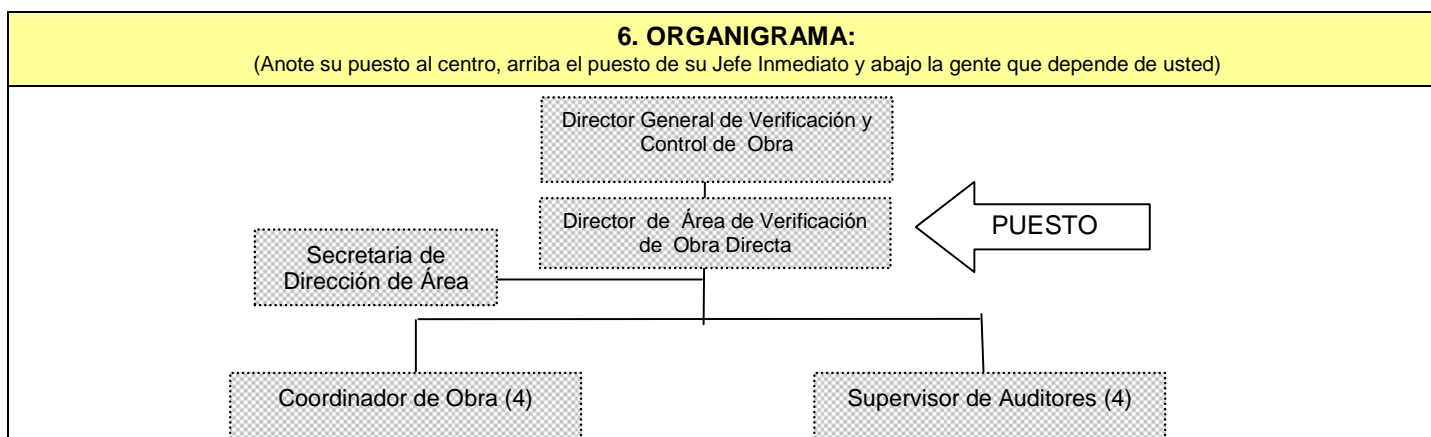 6. ORGANIGRAMA:
(Anote su puesto al centro, arriba el puesto de su Jefe Inmediato y abajo la gente que depende de usted)
Director General de Verificación y
Control de Obra
Director de Área de Verificación
de Obra Directa
PUESTO
Secretaria de
Dirección de Área
Coordinador de Obra (4)
Supervisor de Auditores (4)